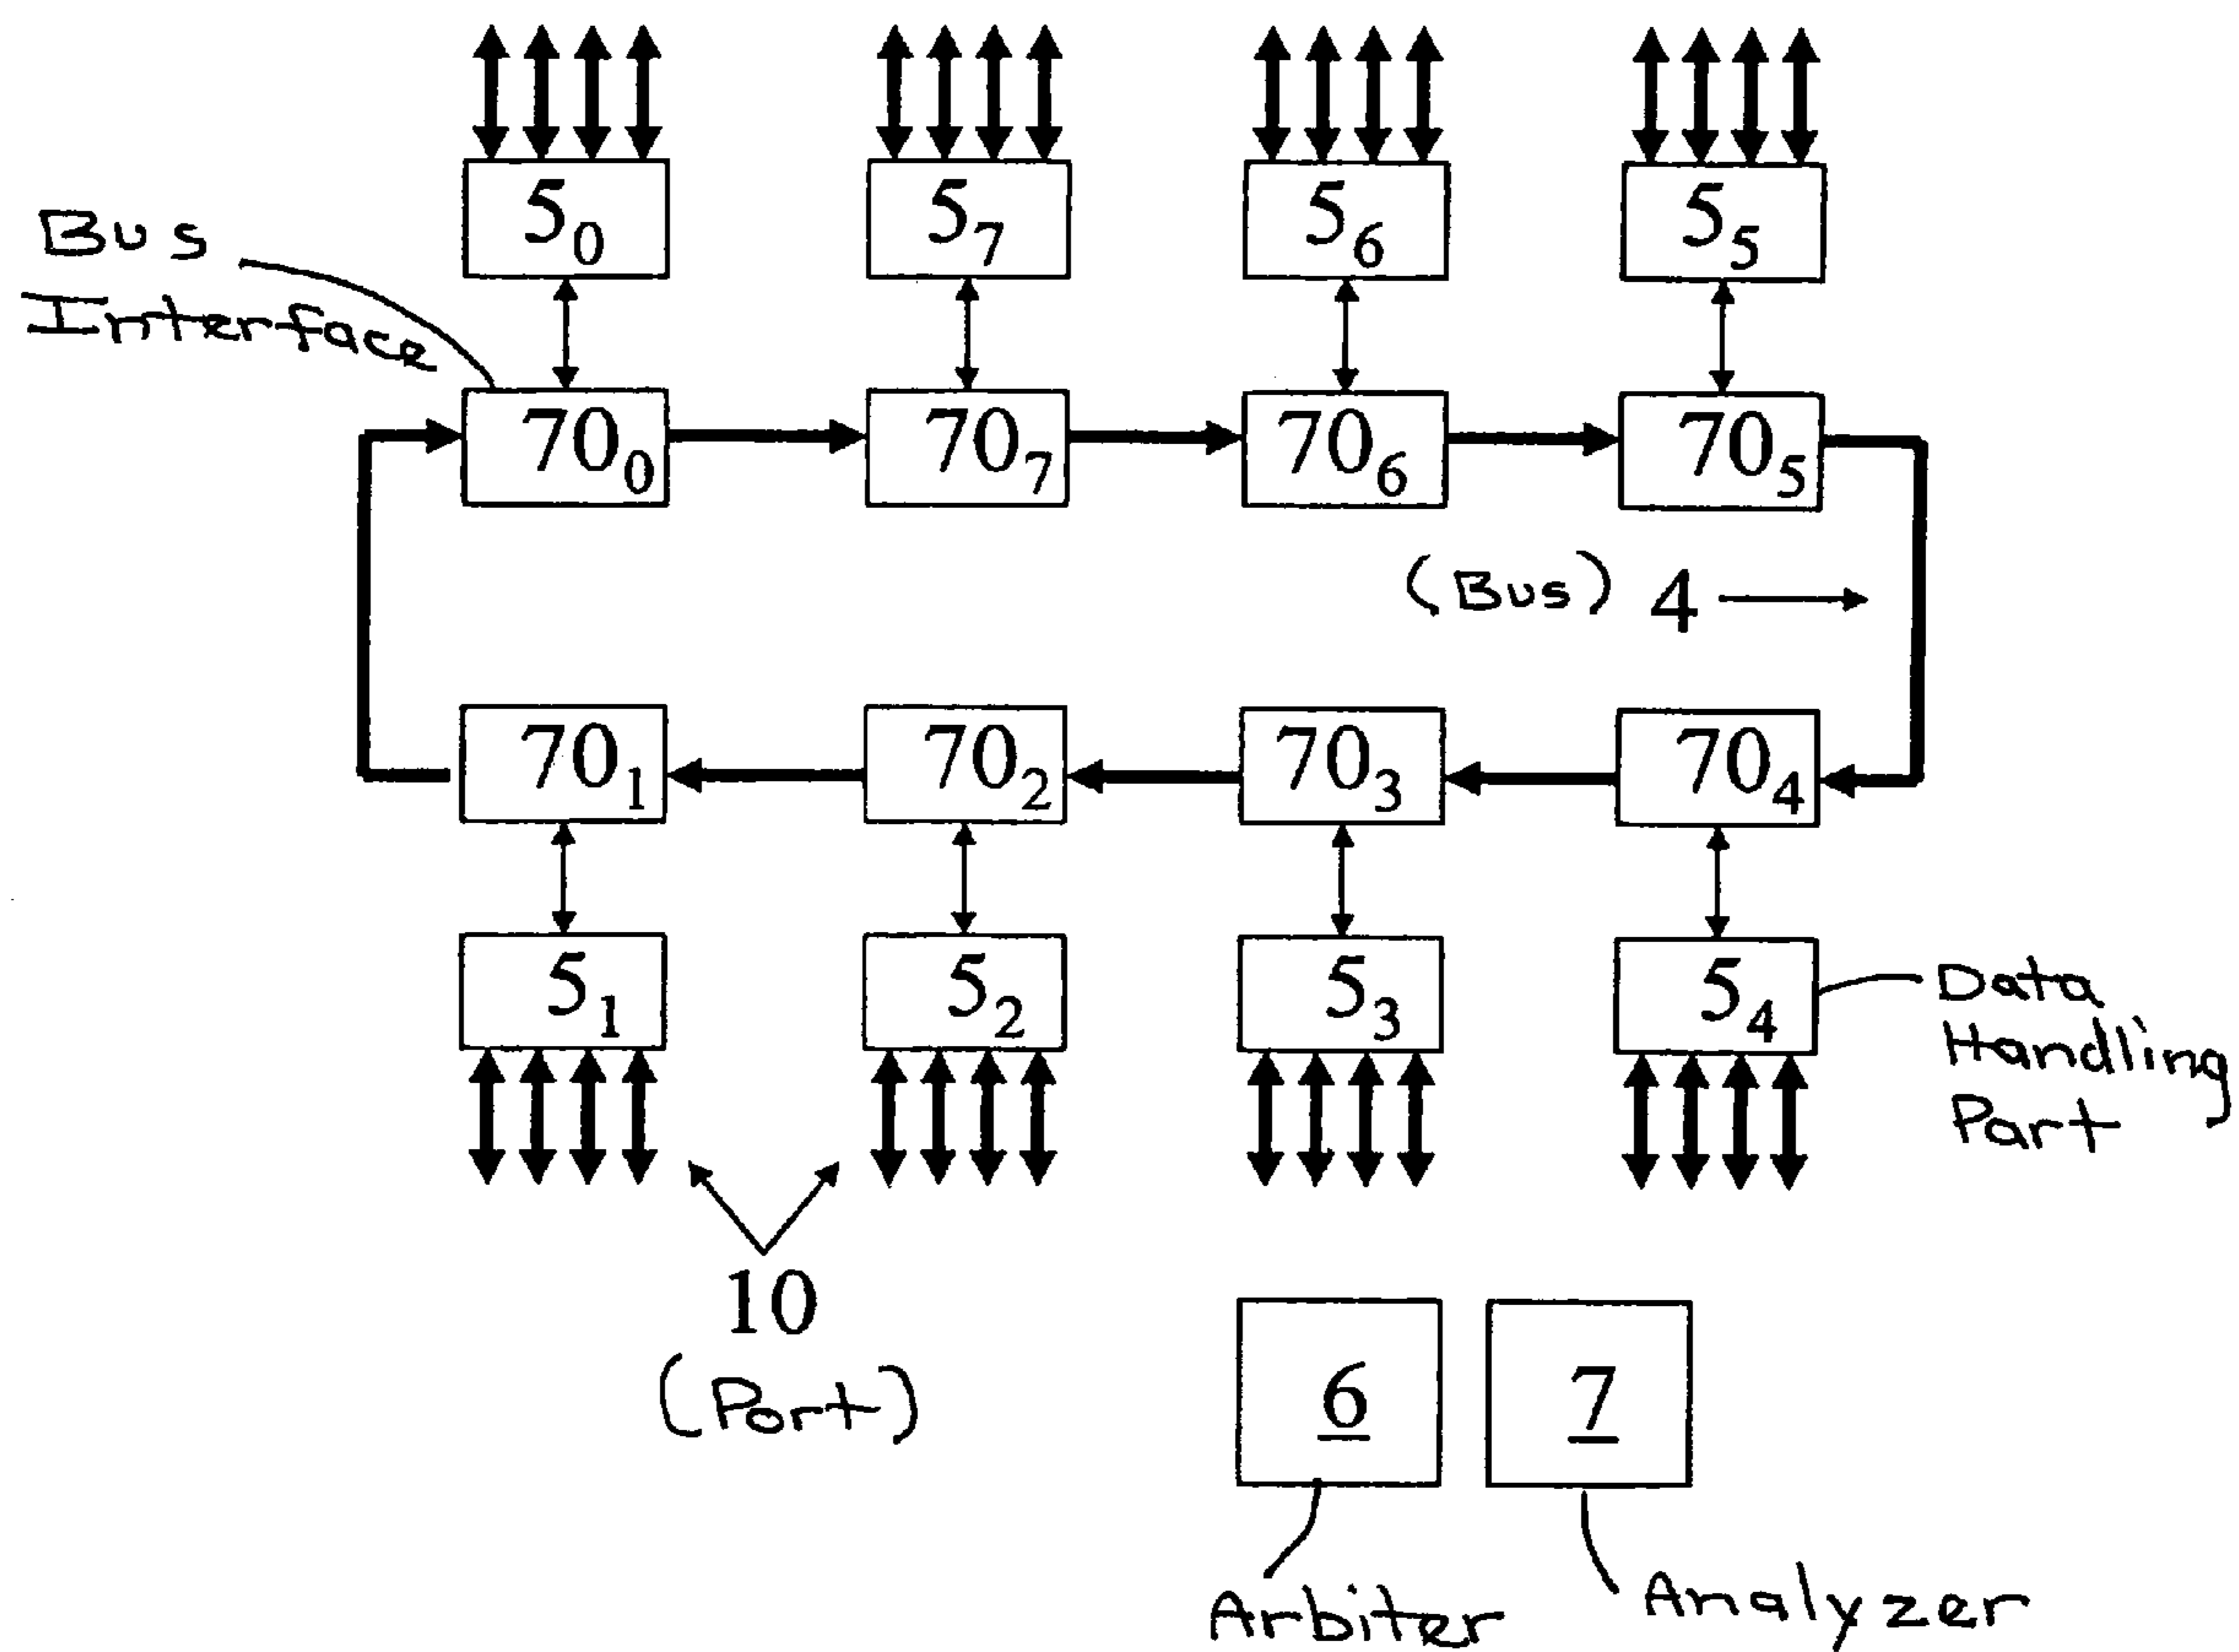 5₀ 5₇ 5₆ 5₅
Bus
Interface
70₀ 70₇ 70₆ 70₅
(Bus) 4
70₁ 70₂ 70₃ 70₄
5₁ 5₂ 5₃ 5₄
Data
Handling
Part
10
(Port)
6 7
Arbiter
Analyzer